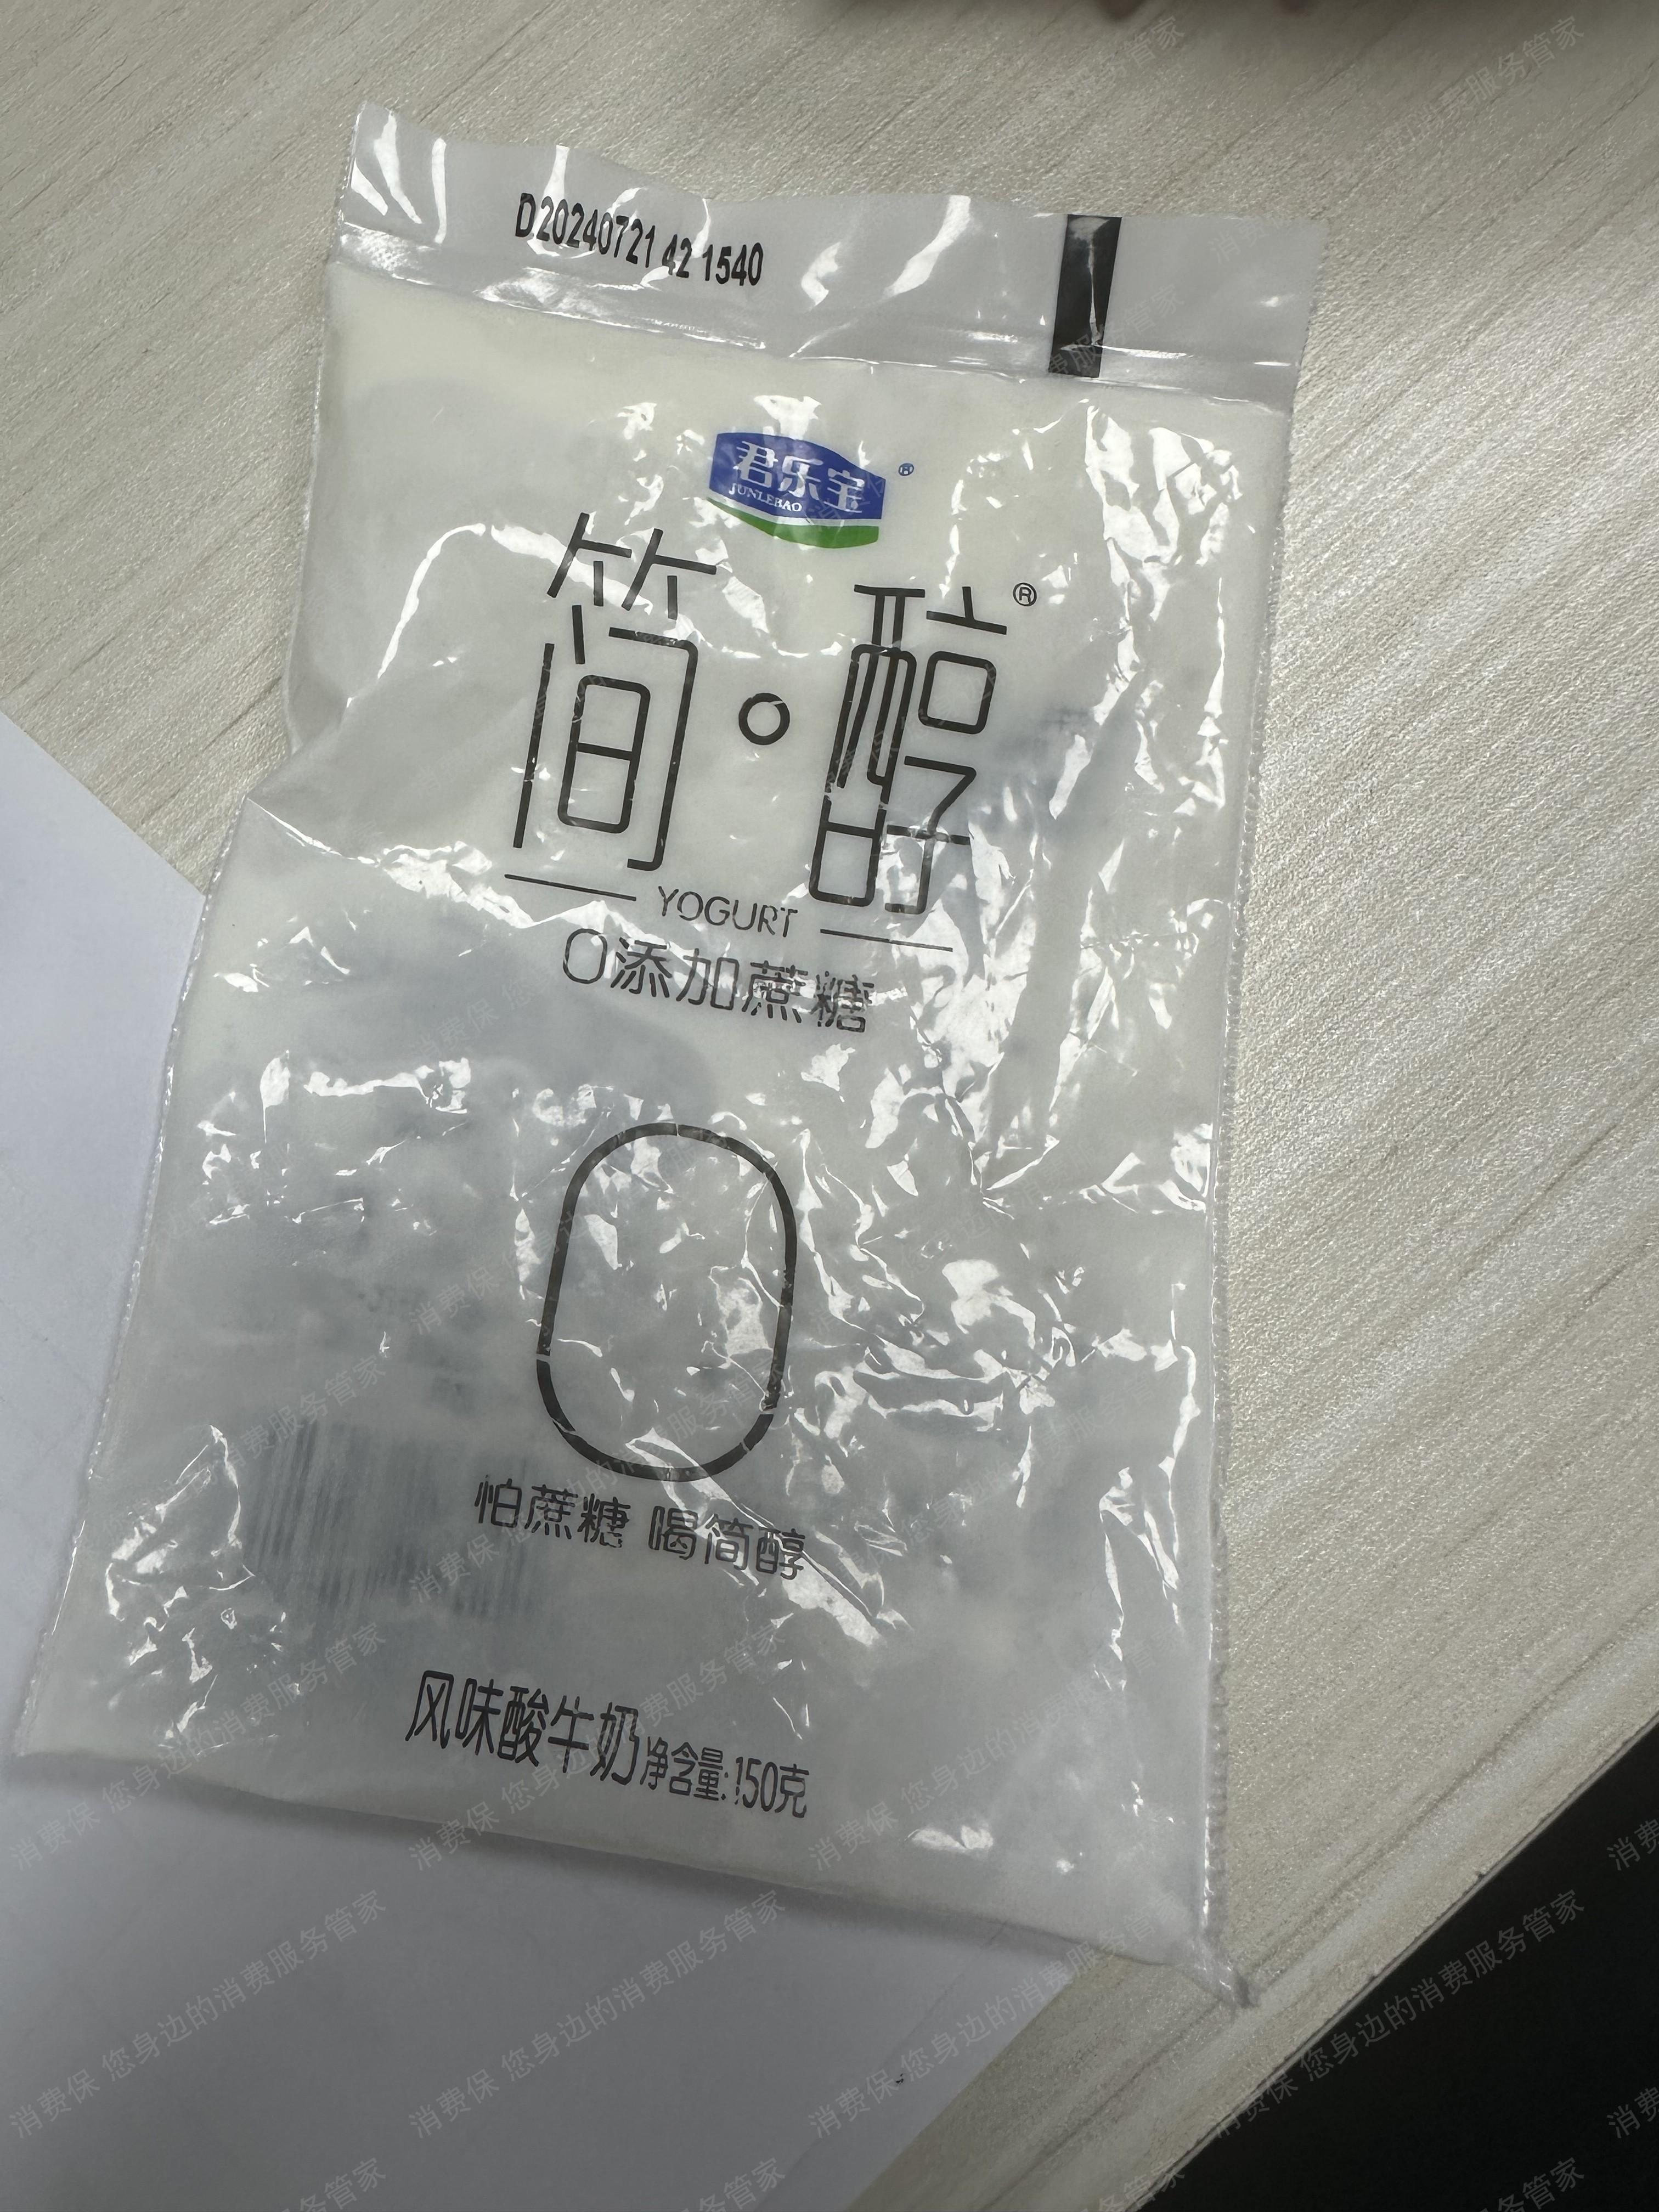 D20240721 42 1540
君乐宝®
JUNLEBAO
简·醇®
YOGURT
0添加蔗糖
0
怕蔗糖 喝简醇
风味酸牛奶 净含量:150克
消费保 您身边的消费服务管家